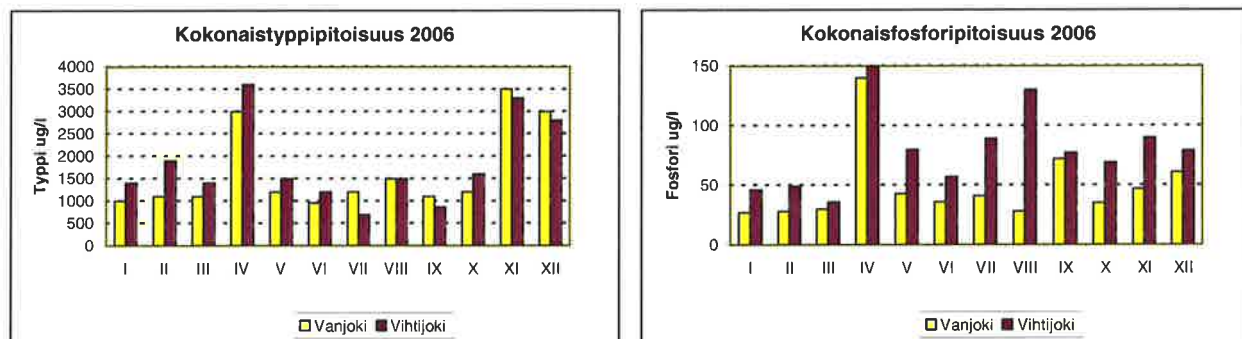 Kokonaistyppipitoisuus 2006
4000
3500
3000
2500
2000
1500
1000
500
0
Typpi ug/l
I II III IV V VI VII VIII IX X XI XII
Vanjoki Vihtijoki
Kokonaisfosforipitoisuus 2006
150
100
50
0
Fosfori ug/l
I II III IV V VI VII VIII IX X XI XII
Vanjoki Vihtijoki